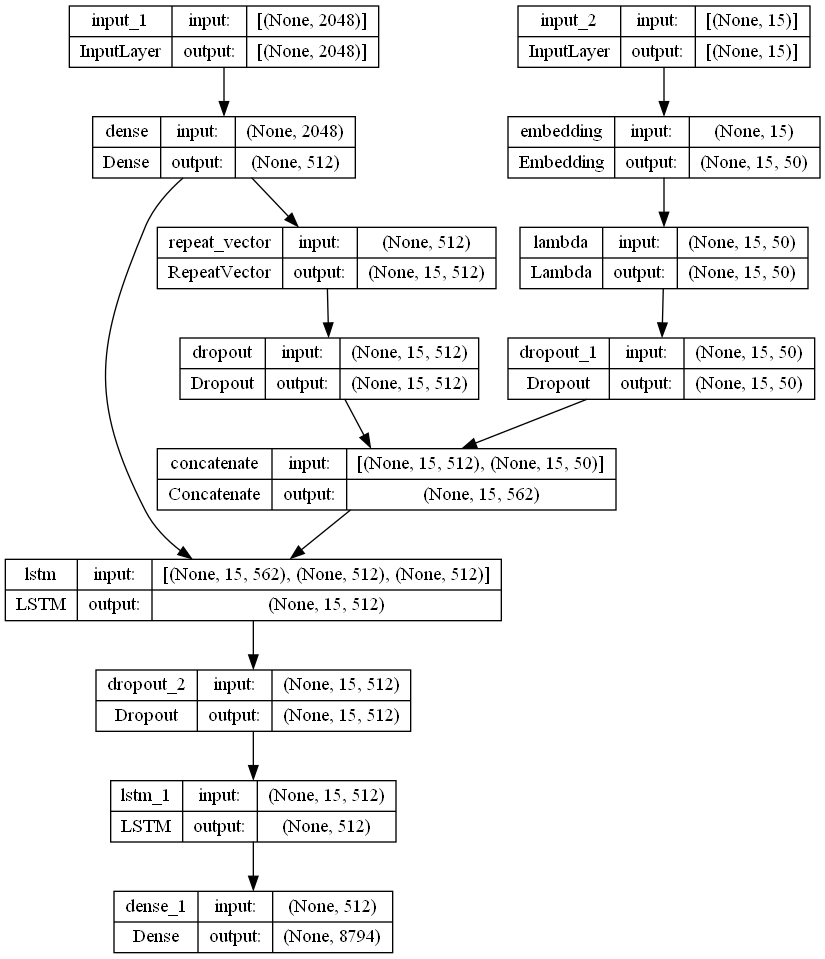 input_1 input: [(None, 2048)]
InputLayer output: [(None, 2048)]
input_2 input: [(None, 15)]
InputLayer output: [(None, 15)]
dense input: (None, 2048)
Dense output: (None, 512)
embedding input: (None, 15)
Embedding output: (None, 15, 50)
repeat_vector input: (None, 512)
RepeatVector output: (None, 15, 512)
lambda input: (None, 15, 50)
Lambda output: (None, 15, 50)
dropout input: (None, 15, 512)
Dropout output: (None, 15, 512)
dropout_1 input: (None, 15, 50)
Dropout output: (None, 15, 50)
concatenate input: [(None, 15, 512), (None, 15, 50)]
Concatenate output: (None, 15, 562)
lstm input: [(None, 15, 562), (None, 512), (None, 512)]
LSTM output: (None, 15, 512)
dropout_2 input: (None, 15, 512)
Dropout output: (None, 15, 512)
lstm_1 input: (None, 15, 512)
LSTM output: (None, 512)
dense_1 input: (None, 512)
Dense output: (None, 8794)